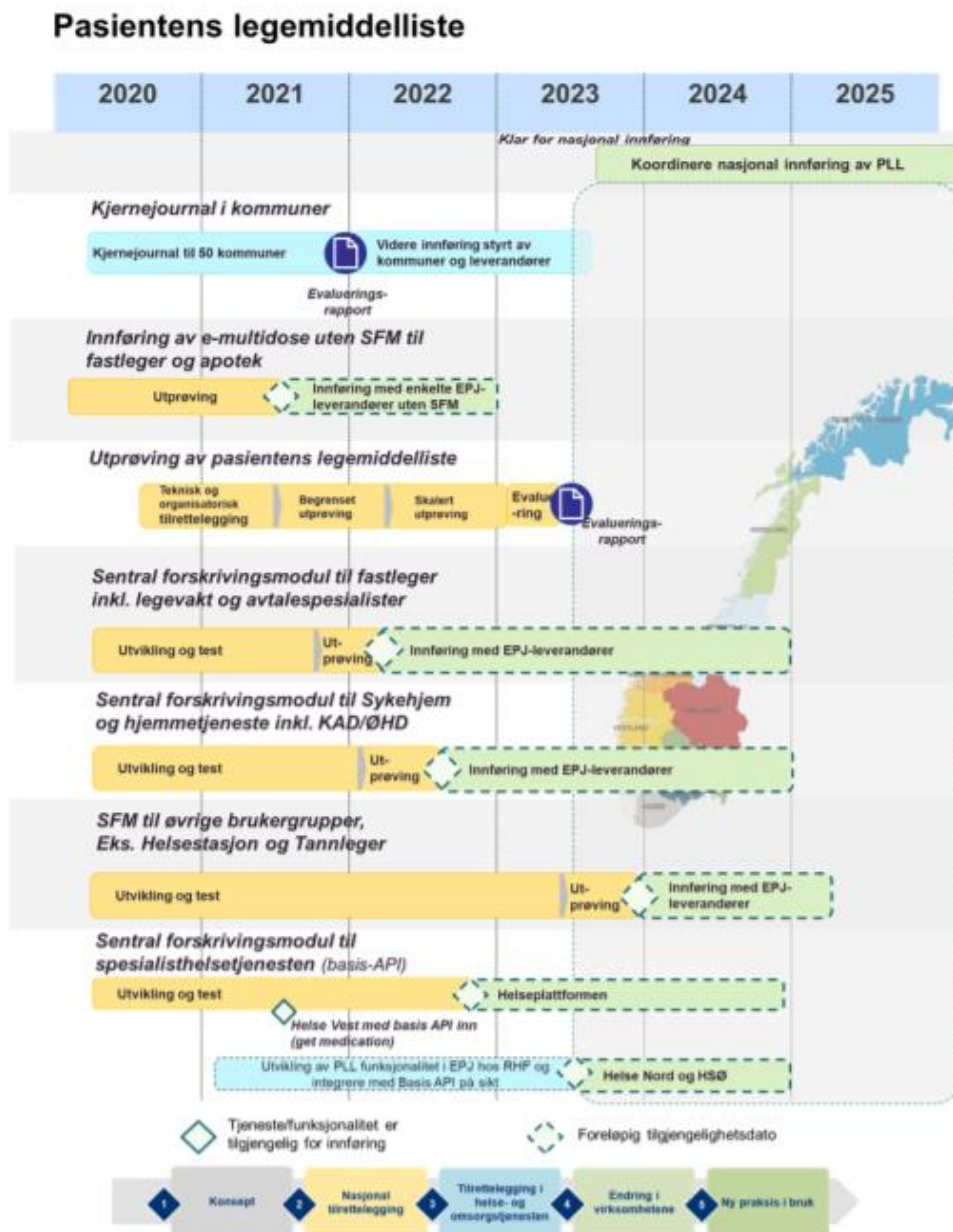 Pasientens legemiddelliste
2020 2021 2022 2023 2024 2025
Klar for nasjonal innføring
Koordinere nasjonal innføring av PLL
Kjernejournal i kommuner
Kjernejournal til 50 kommuner
Videre innføring styrt av
kommuner og leverandører
Evaluerings-
rapport
Innføring av e-multidose uten SFM til
fastleger og apotek
Utprøving
Innføring med enkelte EPJ-
leverandører uten SFM
Utprøving av pasientens legemiddelliste
Teknisk og
organisatorisk
tilrettelegging
Begrenset
utprøving
Skalert
utprøving
Evalue
-ring
Evaluerings-
rapport
Sentral forskrivingsmodul til fastleger
inkl. legevakt og avtalespesialister
Utvikling og test
Ut-
prøving
Innføring med EPJ-leverandører
Sentral forskrivingsmodul til Sykehjem
og hjemmetjeneste inkl. KAD/ØHD
Utvikling og test
Ut-
prøving
Innføring med EPJ-leverandører
SFM til øvrige brukergrupper,
Eks. Helsestasjon og Tannleger
Utvikling og test
Ut-
prøving
Innføring med EPJ-
leverandører
Sentral forskrivingsmodul til
spesialisthelsetjenesten (basis-API)
Utvikling og test
Helseplattformen
Helse Vest med basis API inn
(get medication)
Utvikling av PLL funksjonalitet i EPJ hos RHF og
integrere med Basis API på sikt
Helse Nord og HSØ
Tjeneste/funksjonalitet er
tilgjengelig for innføring
Foreløpig tilgjengelighetsdato
1 Konsept
2 Nasjonal
tilrettelegging
3 Tilrettelegging i
helse- og
omsorgstjenesten
4 Endring i
virksomhetene
5 Ny praksis i bruk